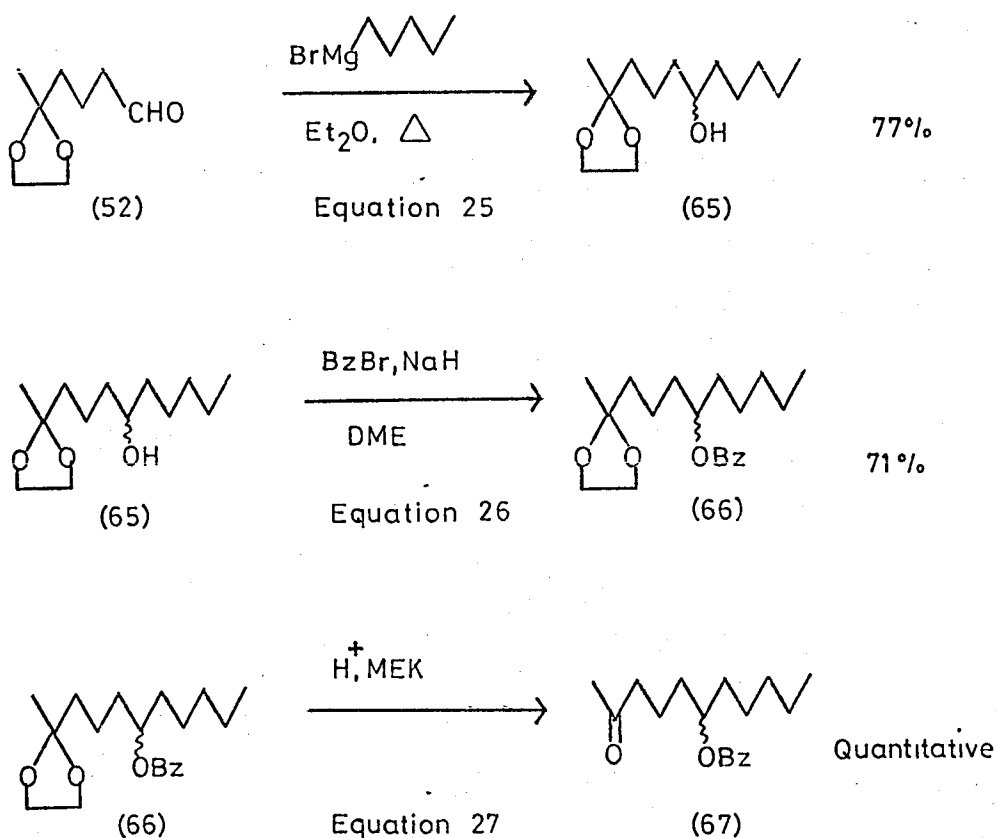 BrMg
CHO
O O
Et₂O, △
OH
77%
(52)
Equation 25
(65)
BzBr, NaH
O O
OH
DME
O O
OBz
71%
(65)
Equation 26
(66)
H⁺, MEK
O O
OBz
O
OBz
Quantitative
(66)
Equation 27
(67)